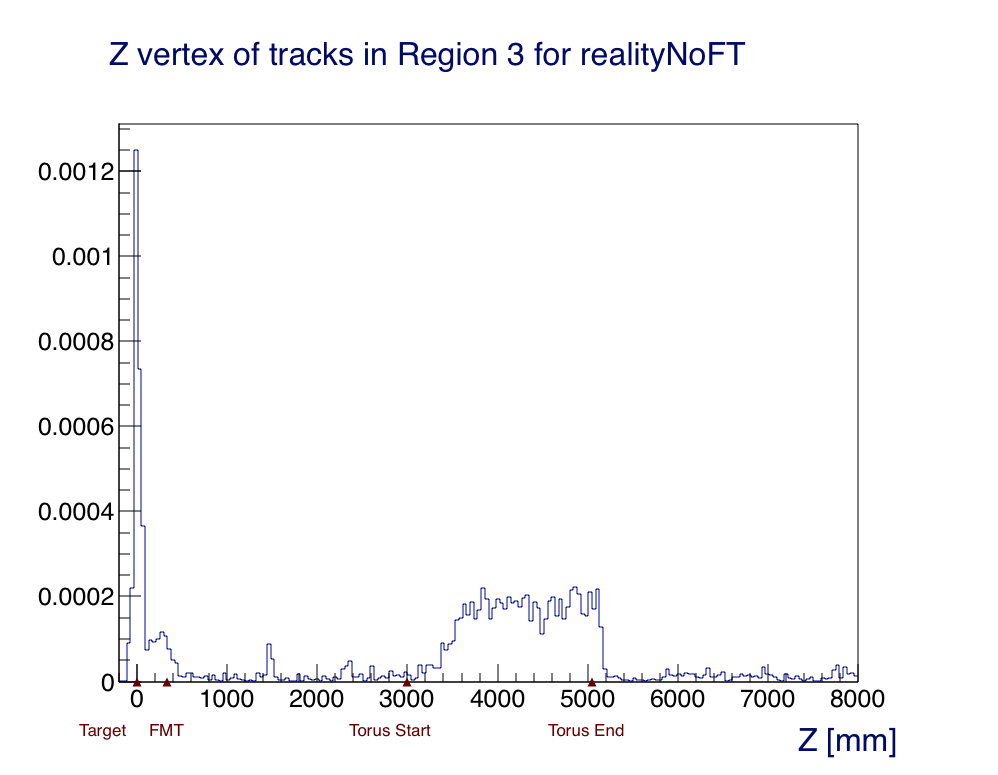 Z vertex of tracks in Region 3 for realityNoFT
0.0012
0.001
0.0008
0.0006
0.0004
0.0002
0
0 1000 2000 3000 4000 5000 6000 7000 8000
Target FMT Torus Start Torus End
Z [mm]